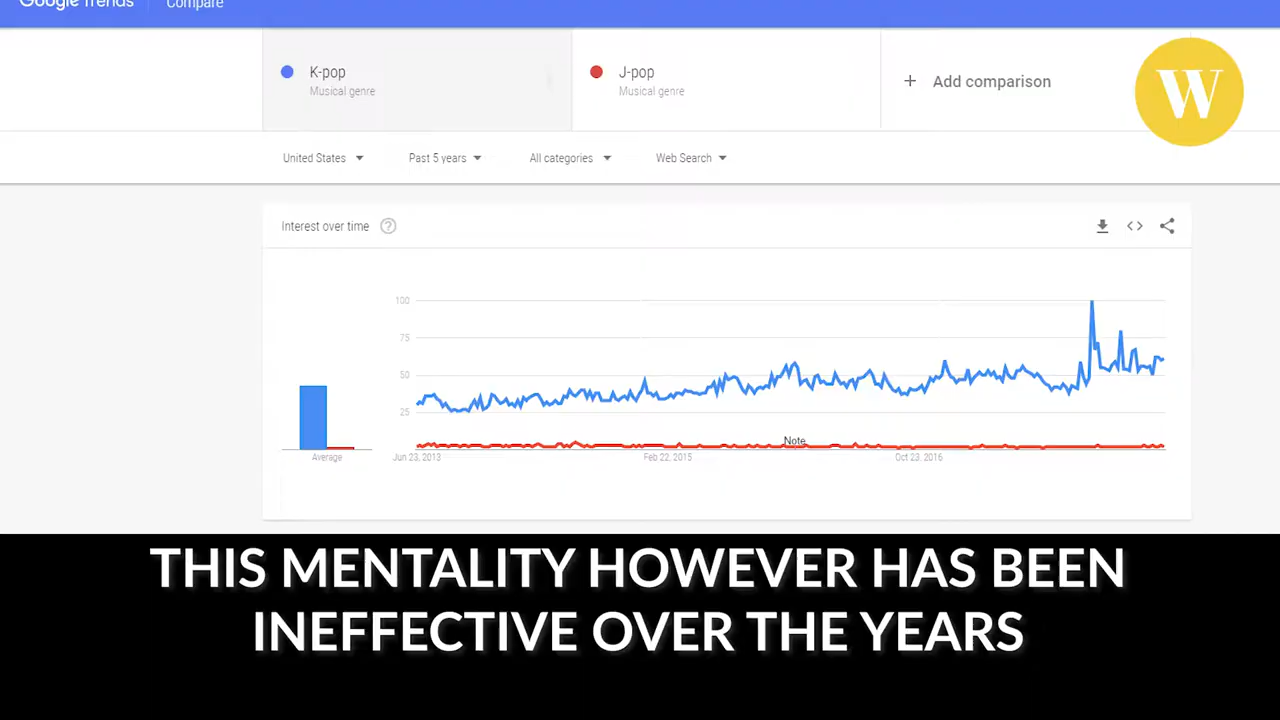 Google Trends Compare
K-pop
Musical genre
J-pop
Musical genre
+ Add comparison
W
United States
Past 5 years
All categories
Web Search
Interest over time ?
100
75
50
25
Note
Average
Jun 23, 2013
Feb 22, 2015
Oct 23, 2016
THIS MENTALITY HOWEVER HAS BEEN
INEFFECTIVE OVER THE YEARS